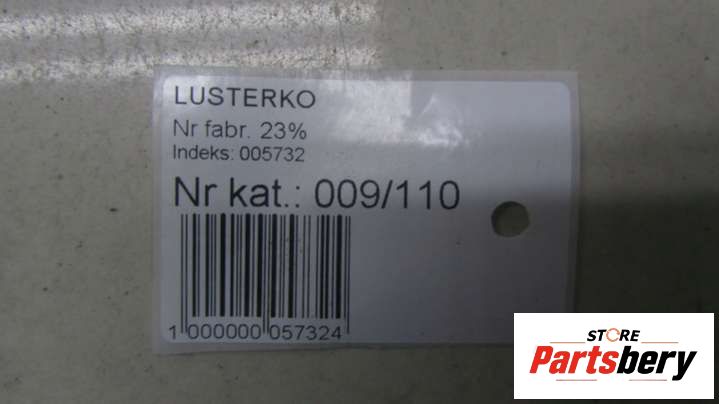 LUSTERKO
Nr fabr. 23%
Indeks: 005732
Nr kat.: 009/110
1 000000 057324
STORE
Partsbery